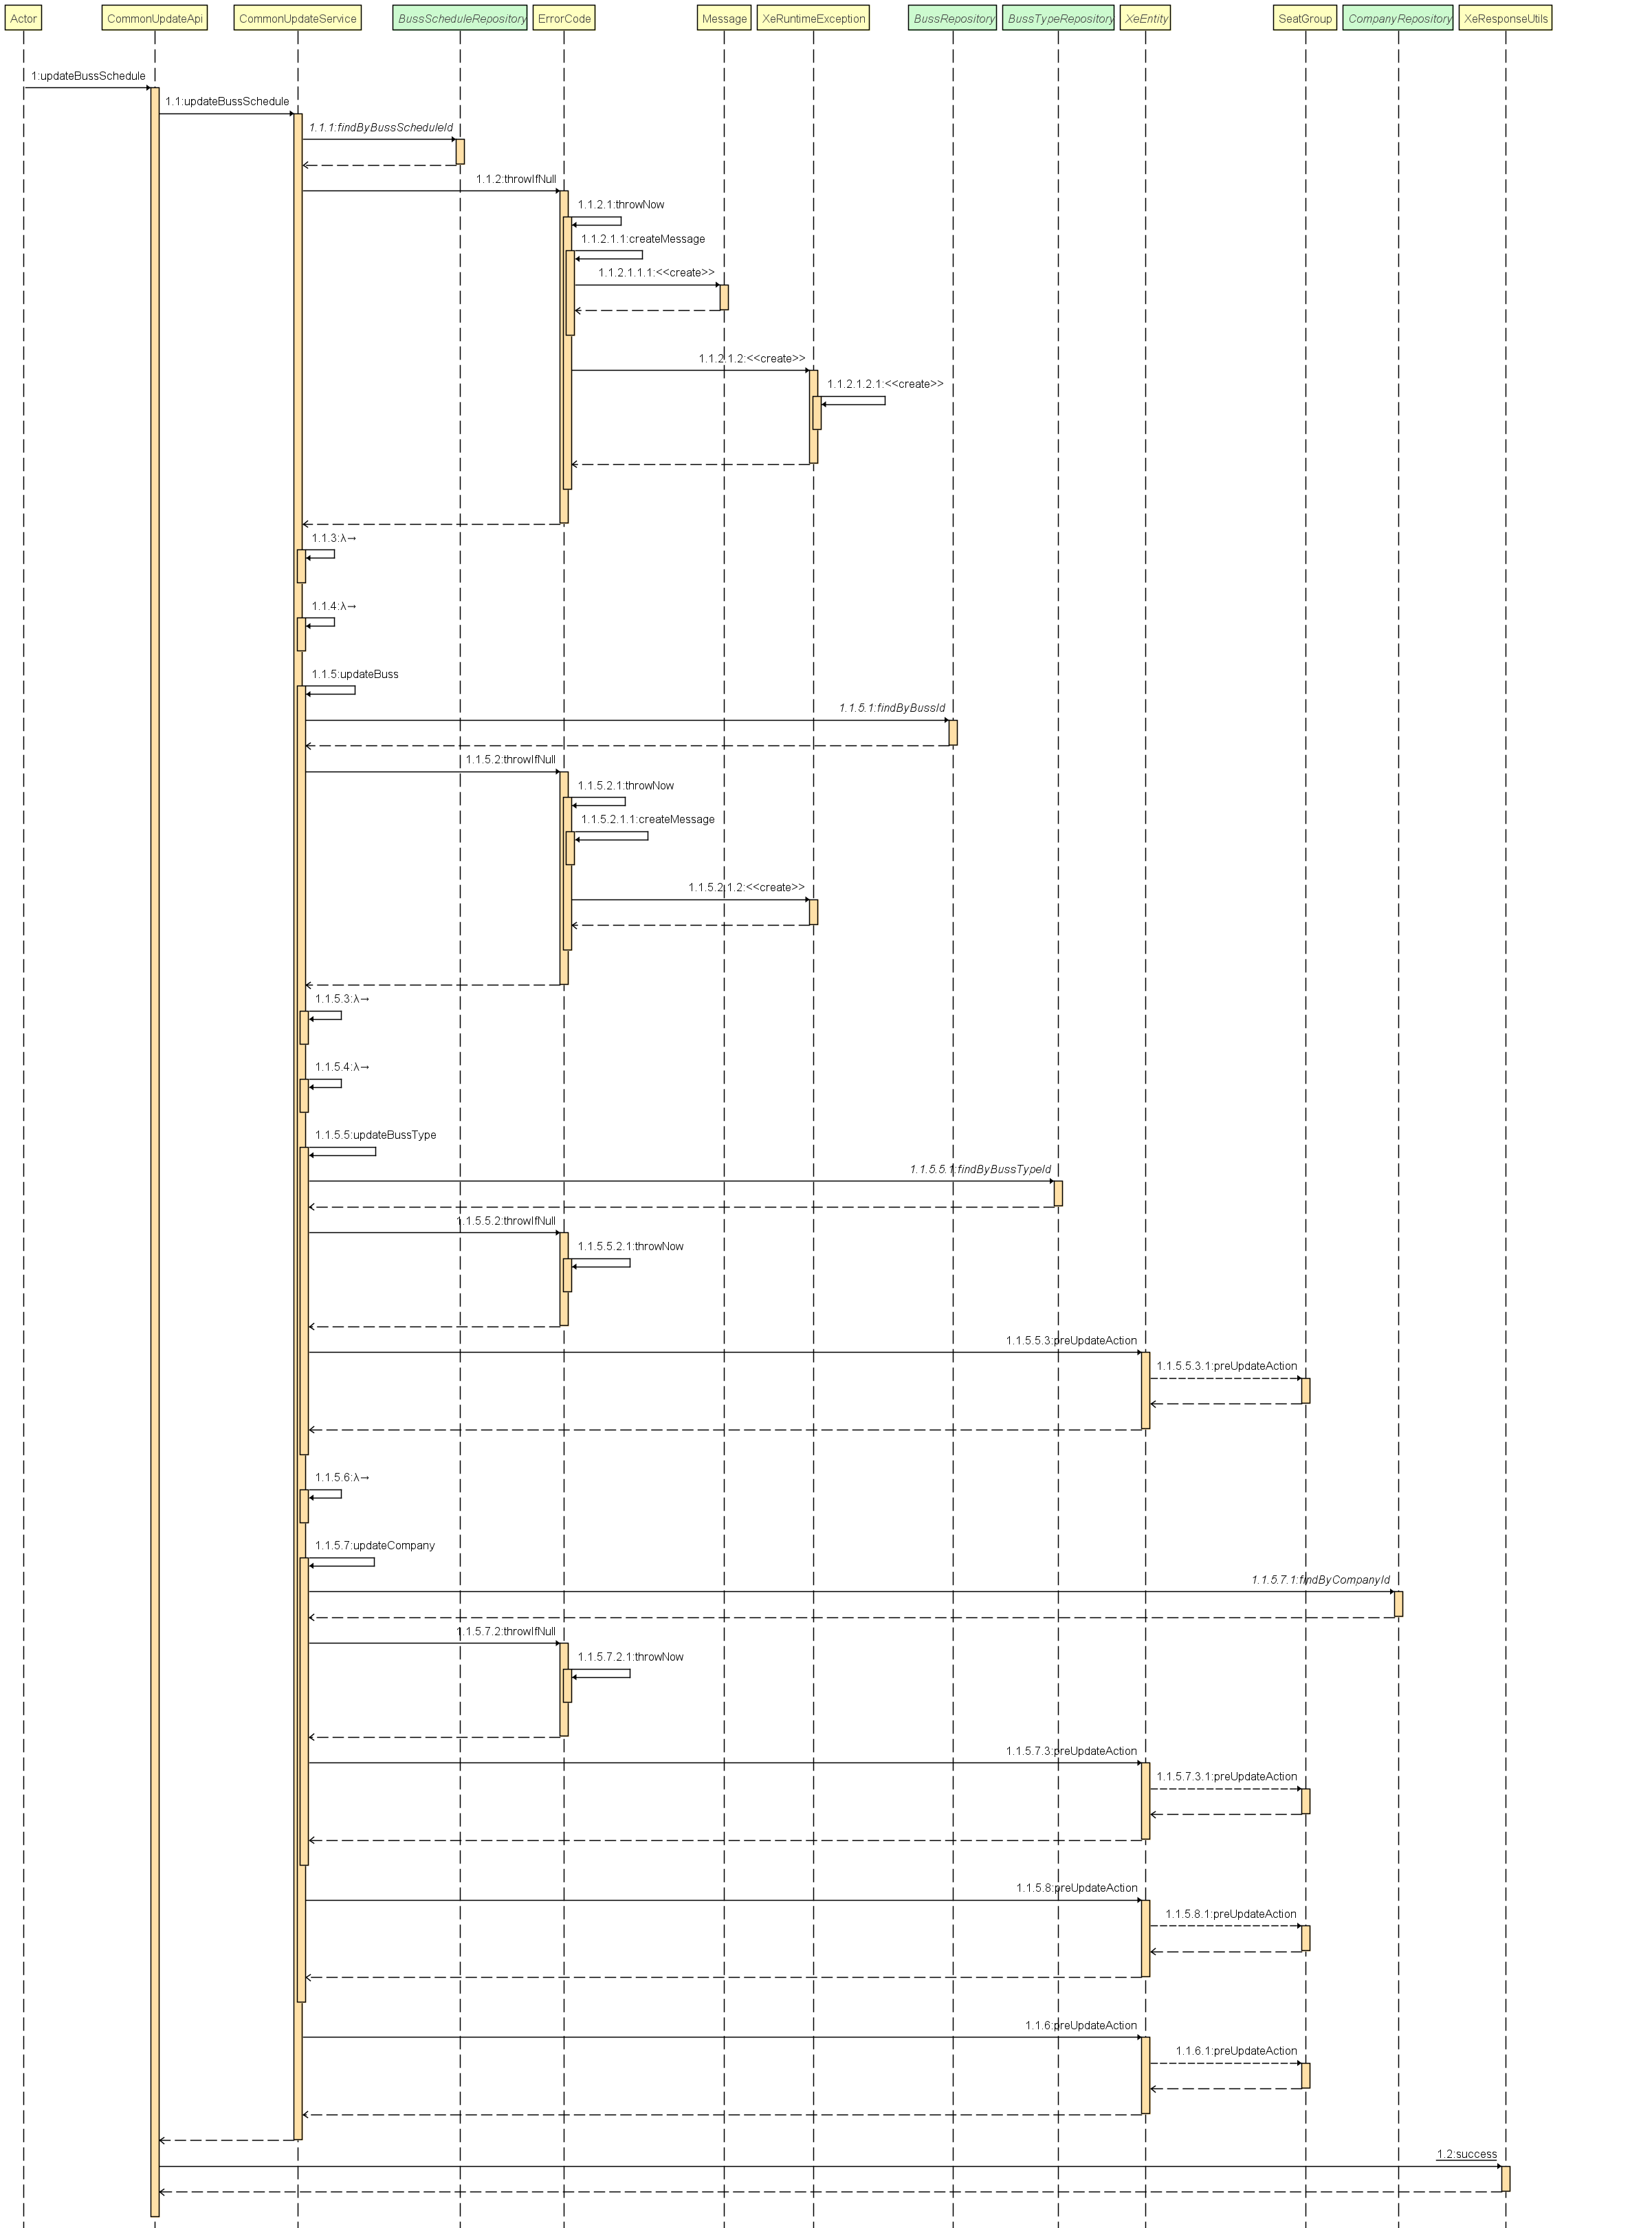 Actor
CommonUpdateApi
CommonUpdateService
BussScheduleRepository
ErrorCode
Message
XeRuntimeException
BussRepository
BussTypeRepository
XeEntity
SeatGroup
CompanyRepository
XeResponseUtils
1:updateBussSchedule
1.1:updateBussSchedule
1.1.1:findByBussScheduleId
1.1.2:throwIfNull
1.1.2.1:throwNow
1.1.2.1.1:createMessage
1.1.2.1.1.1:<<create>>
1.1.2.1.2:<<create>>
1.1.2.1.2.1:<<create>>
1.1.3:λ→
1.1.4:λ→
1.1.5:updateBuss
1.1.5.1:findByBussId
1.1.5.2:throwIfNull
1.1.5.2.1:throwNow
1.1.5.2.1.1:createMessage
1.1.5.2.1.2:<<create>>
1.1.5.3:λ→
1.1.5.4:λ→
1.1.5.5:updateBussType
1.1.5.5.1:findByBussTypeId
1.1.5.5.2:throwIfNull
1.1.5.5.2.1:throwNow
1.1.5.5.3:preUpdateAction
1.1.5.5.3.1:preUpdateAction
1.1.5.6:λ→
1.1.5.7:updateCompany
1.1.5.7.1:findByCompanyId
1.1.5.7.2:throwIfNull
1.1.5.7.2.1:throwNow
1.1.5.7.3:preUpdateAction
1.1.5.7.3.1:preUpdateAction
1.1.5.8:preUpdateAction
1.1.5.8.1:preUpdateAction
1.1.6:preUpdateAction
1.1.6.1:preUpdateAction
1.2:success